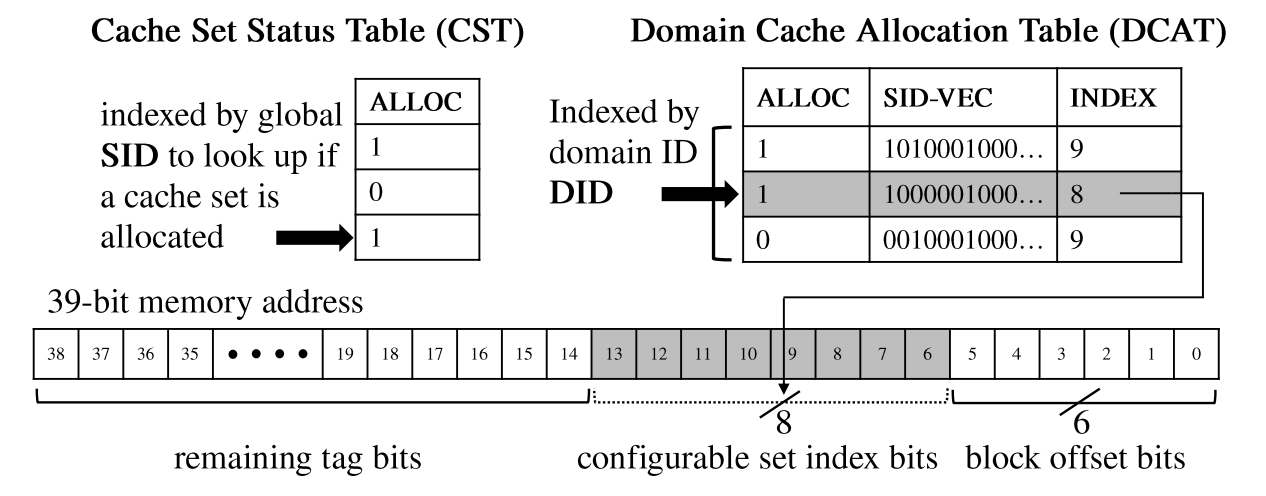 Cache Set Status Table (CST)
indexed by global
SID to look up if
a cache set is
allocated
ALLOC
1
0
1
Domain Cache Allocation Table (DCAT)
Indexed by
domain ID
DID
ALLOC SID-VEC INDEX
1 1010001000… 9
1 1000001000… 8
0 0010001000… 9
39-bit memory address
38 37 36 35 • • • • 19 18 17 16 15 14 13 12 11 10 9 8 7 6 5 4 3 2 1 0
8 6
remaining tag bits configurable set index bits block offset bits